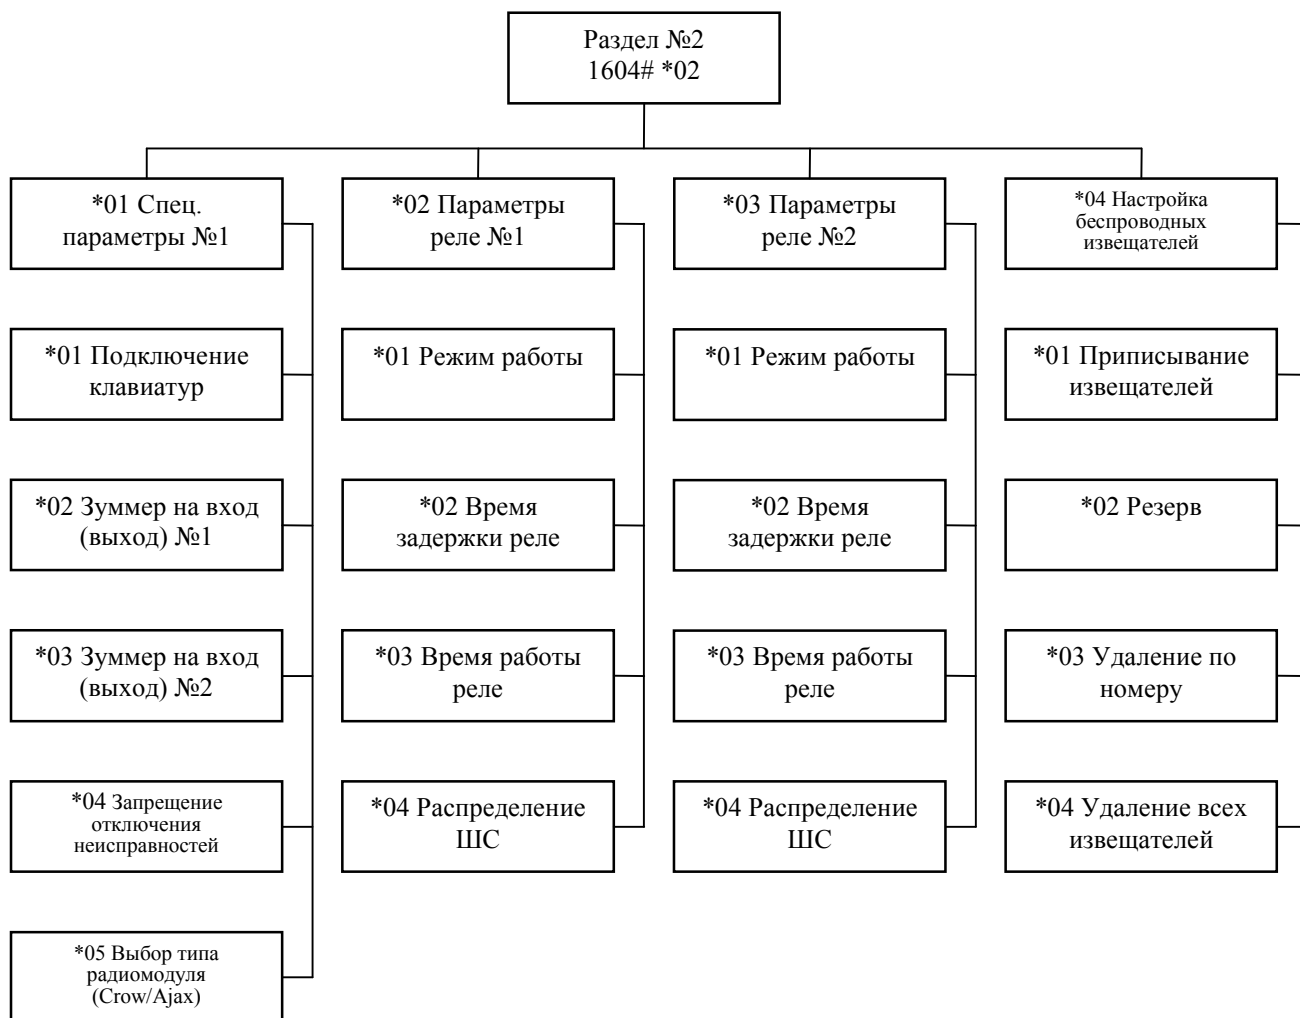 Раздел №2
1604# *02
*01 Спец.
параметры №1
*02 Параметры
реле №1
*03 Параметры
реле №2
*04 Настройка
беспроводных
извещателей
*01 Подключение
клавиатур
*01 Режим работы
*01 Режим работы
*01 Приписывание
извещателей
*02 Зуммер на вход
(выход) №1
*02 Время
задержки реле
*02 Время
задержки реле
*02 Резерв
*03 Зуммер на вход
(выход) №2
*03 Время работы
реле
*03 Время работы
реле
*03 Удаление по
номеру
*04 Запрещение
отключения
неисправностей
*04 Распределение
ШС
*04 Распределение
ШС
*04 Удаление всех
извещателей
*05 Выбор типа
радиомодуля
(Crow/Ajax)